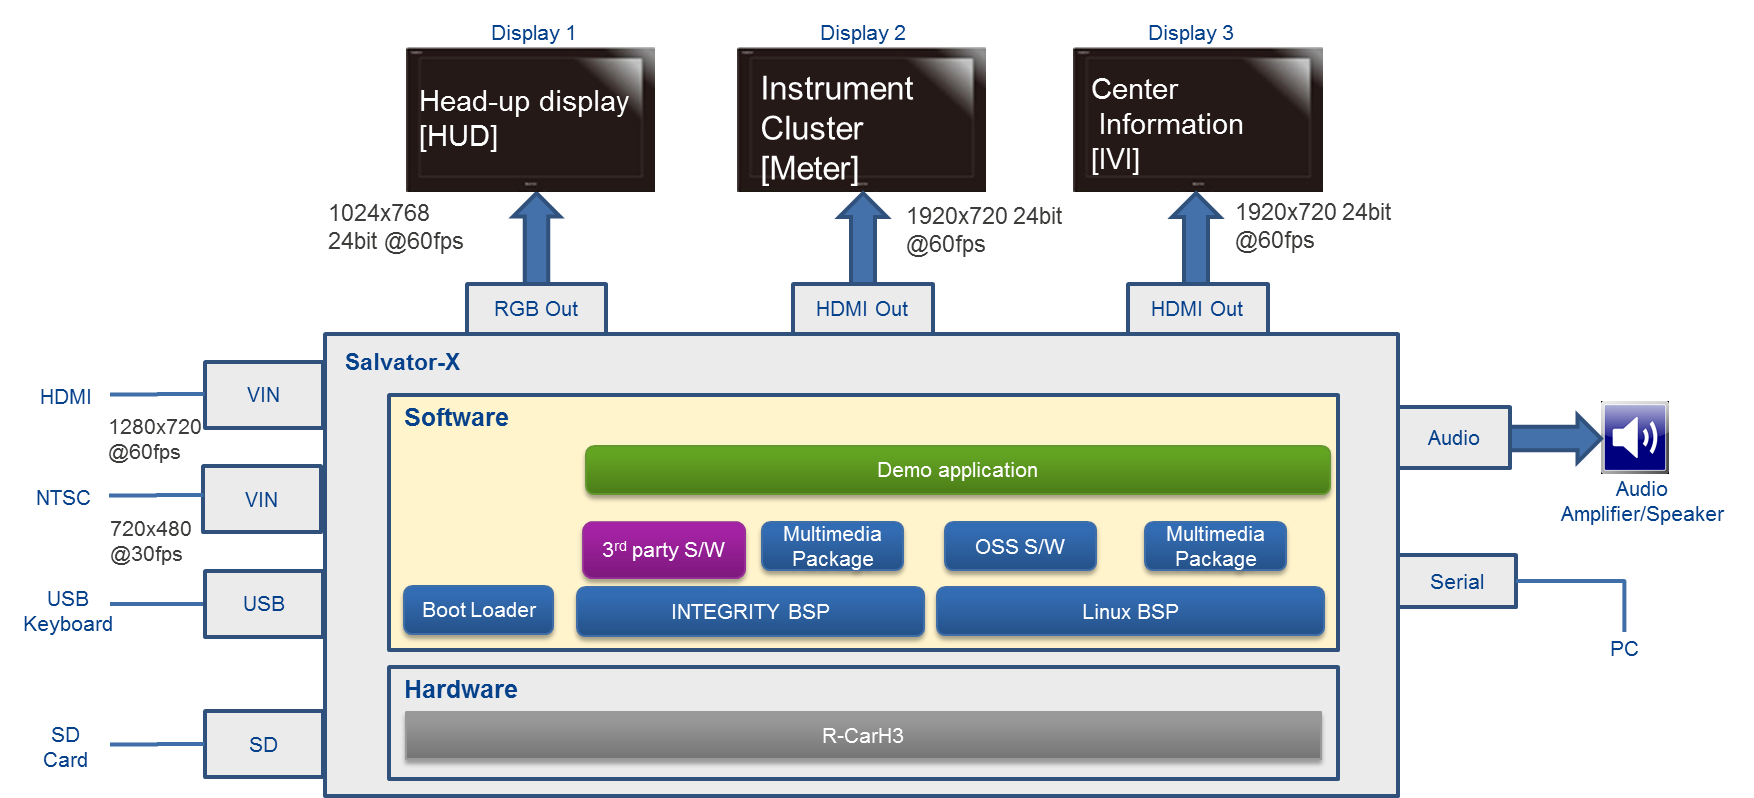 Display 1
Display 2
Display 3
Head-up display
[HUD]
Instrument
Cluster
[Meter]
Center
Information
[IVI]
1024x768
24bit @60fps
1920x720 24bit
@60fps
1920x720 24bit
@60fps
RGB Out
HDMI Out
HDMI Out
Salvator-X
HDMI
VIN
1280x720
@60fps
NTSC
VIN
720x480
@30fps
USB
Keyboard
USB
SD
Card
SD
Software
Demo application
3rd party S/W
Multimedia
Package
OSS S/W
Multimedia
Package
Boot Loader
INTEGRITY BSP
Linux BSP
Hardware
R-CarH3
Audio
Audio
Amplifier/Speaker
Serial
PC